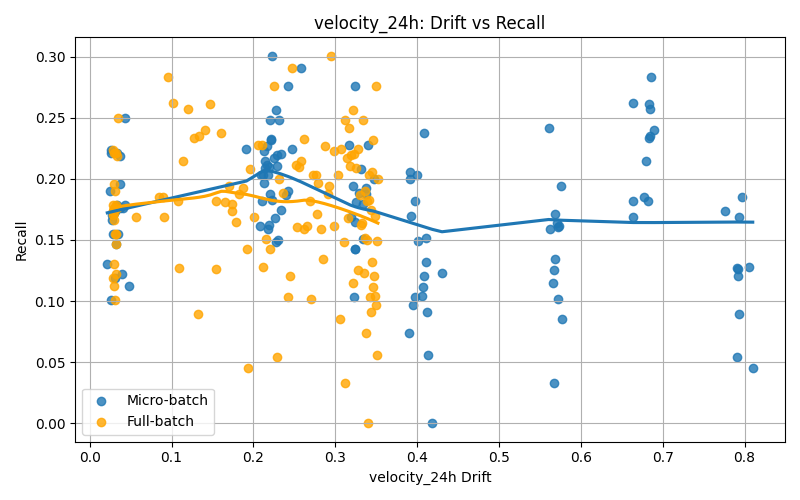 velocity_24h: Drift vs Recall
Recall
0.30
0.25
0.20
0.15
0.10
0.05
0.00
Micro-batch
Full-batch
0.0 0.1 0.2 0.3 0.4 0.5 0.6 0.7 0.8
velocity_24h Drift